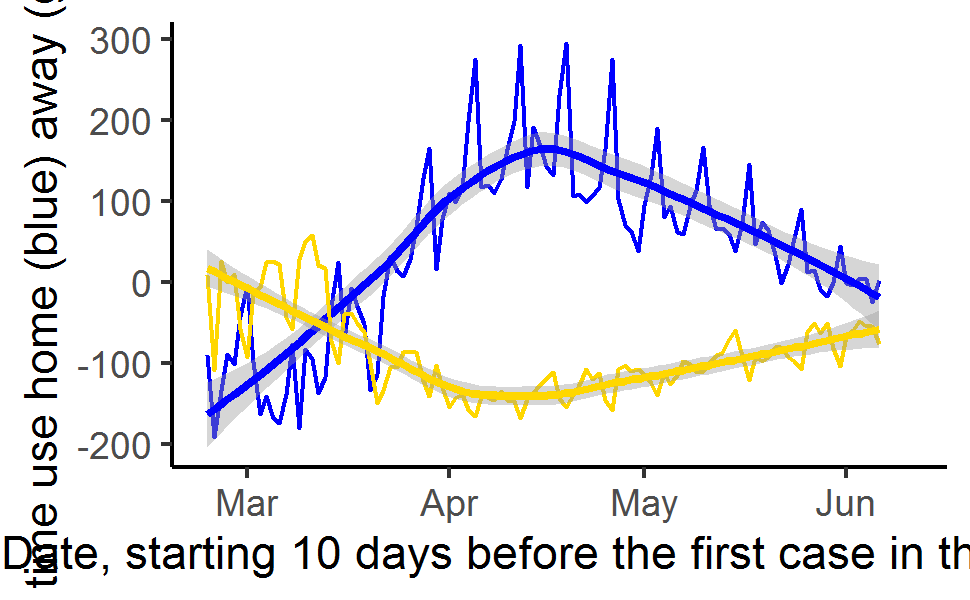 time use home (blue) away (
300
200
100
0
-100
-200
Mar Apr May Jun
Date, starting 10 days before the first case in th